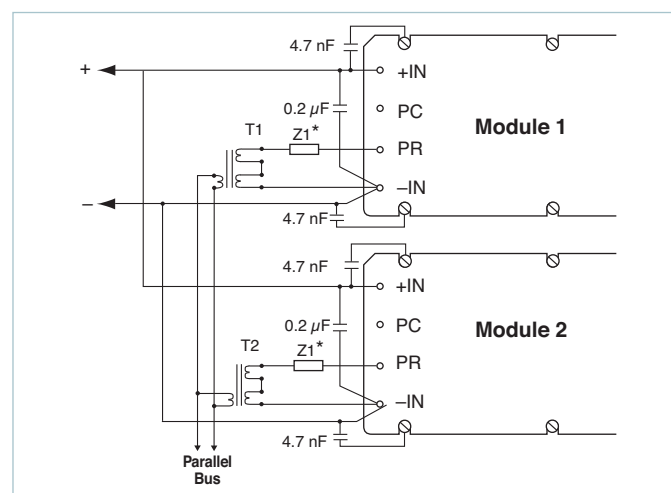 4.7 nF
+
+IN
0.2 µF
PC
Module 1
T1
Z1*
PR
–
–IN
4.7 nF
4.7 nF
+IN
0.2 µF
PC
Module 2
T2
Z1*
PR
–IN
4.7 nF
Parallel
Bus